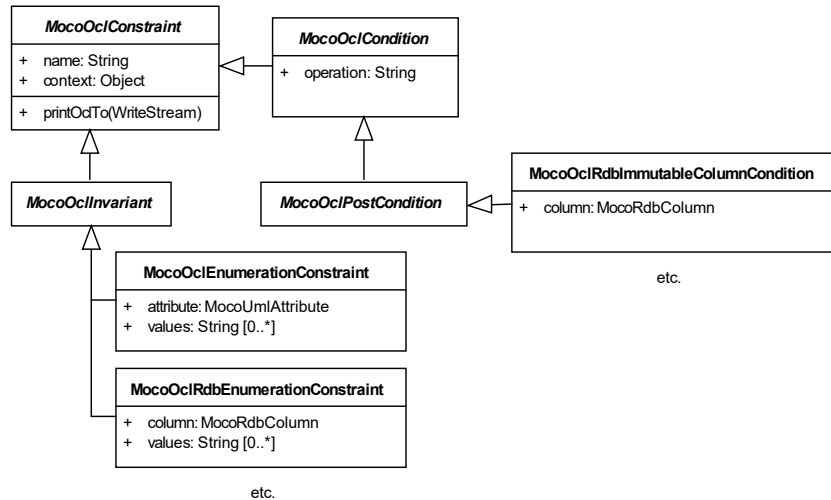 MocoOclConstraint
+ name: String
+ context: Object
+ printOclTo(WriteStream)
MocoOclCondition
+ operation: String
MocoOclInvariant
MocoOclPostCondition
MocoOclRdbImmutableColumnCondition
+ column: MocoRdbColumn
etc.
MocoOclEnumerationConstraint
+ attribute: MocoUmlAttribute
+ values: String [0..*]
MocoOclRdbEnumerationConstraint
+ column: MocoRdbColumn
+ values: String [0..*]
etc.